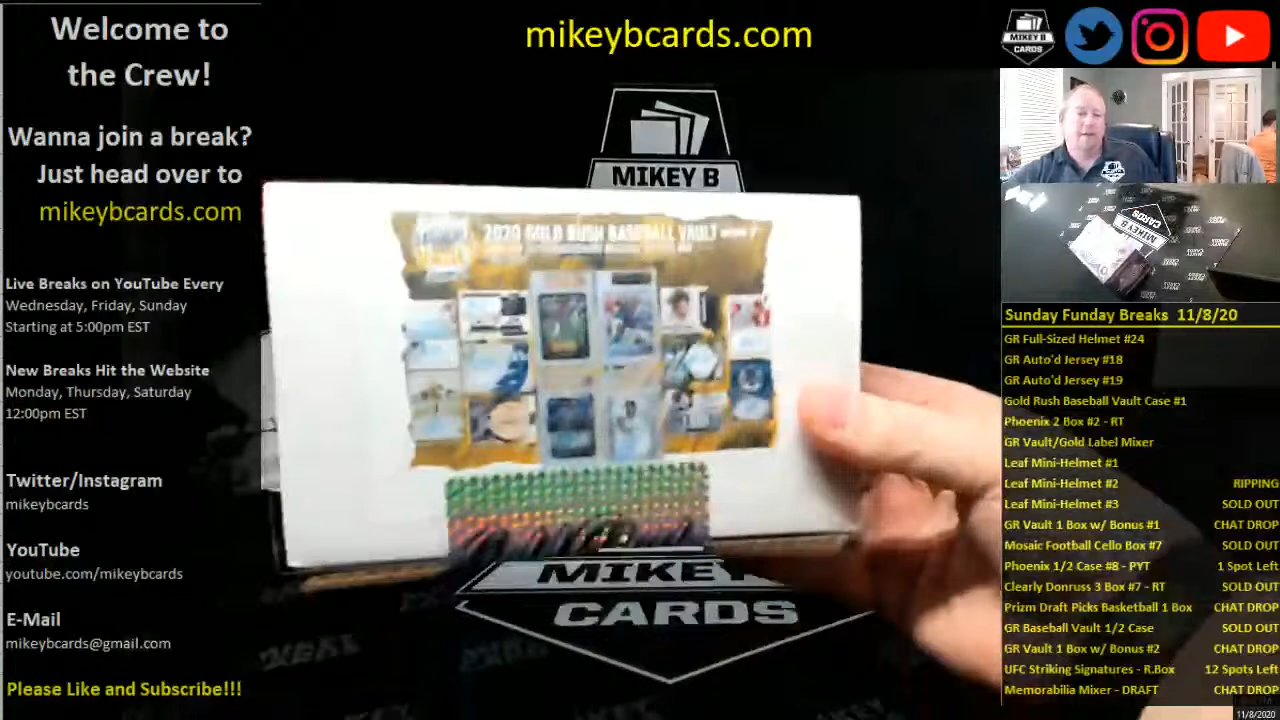 Welcome to
the Crew!
Wanna join a break?
Just head over to
mikeybcards.com
Live Breaks on YouTube Every
Wednesday, Friday, Sunday
Starting at 5:00pm EST
New Breaks Hit the Website
Monday, Thursday, Saturday
12:00pm EST
Twitter/Instagram
mikeybcards
YouTube
youtube.com/mikeybcards
E-Mail
mikeybcards@gmail.com
Please Like and Subscribe!!!
mikeybcards.com
MIKEY B
2020 GOLD RUSH BASEBALL VAULT
MIKEY
CARDS
MIKEY B
CARDS
CARDS
Sunday Funday Breaks 11/8/20
GR Full-Sized Helmet #24
GR Auto'd Jersey #18
GR Auto'd Jersey #19
Gold Rush Baseball Vault Case #1
Phoenix 2 Box #2 - RT
GR Vault/Gold Label Mixer
Leaf Mini-Helmet #1
Leaf Mini-Helmet #2 RIPPING
Leaf Mini-Helmet #3 SOLD OUT
GR Vault 1 Box w/ Bonus #1 CHAT DROP
Mosaic Football Cello Box #7 SOLD OUT
Phoenix 1/2 Case #8 - PYT 1 Spot Left
Clearly Donruss 3 Box #7 - RT SOLD OUT
Prizm Draft Picks Basketball 1 Box CHAT DROP
GR Baseball Vault 1/2 Case SOLD OUT
GR Vault 1 Box w/ Bonus #2 CHAT DROP
UFC Striking Signatures - R.Box 12 Spots Left
Memorabilia Mixer - DRAFT CHAT DROP
11/8/2020